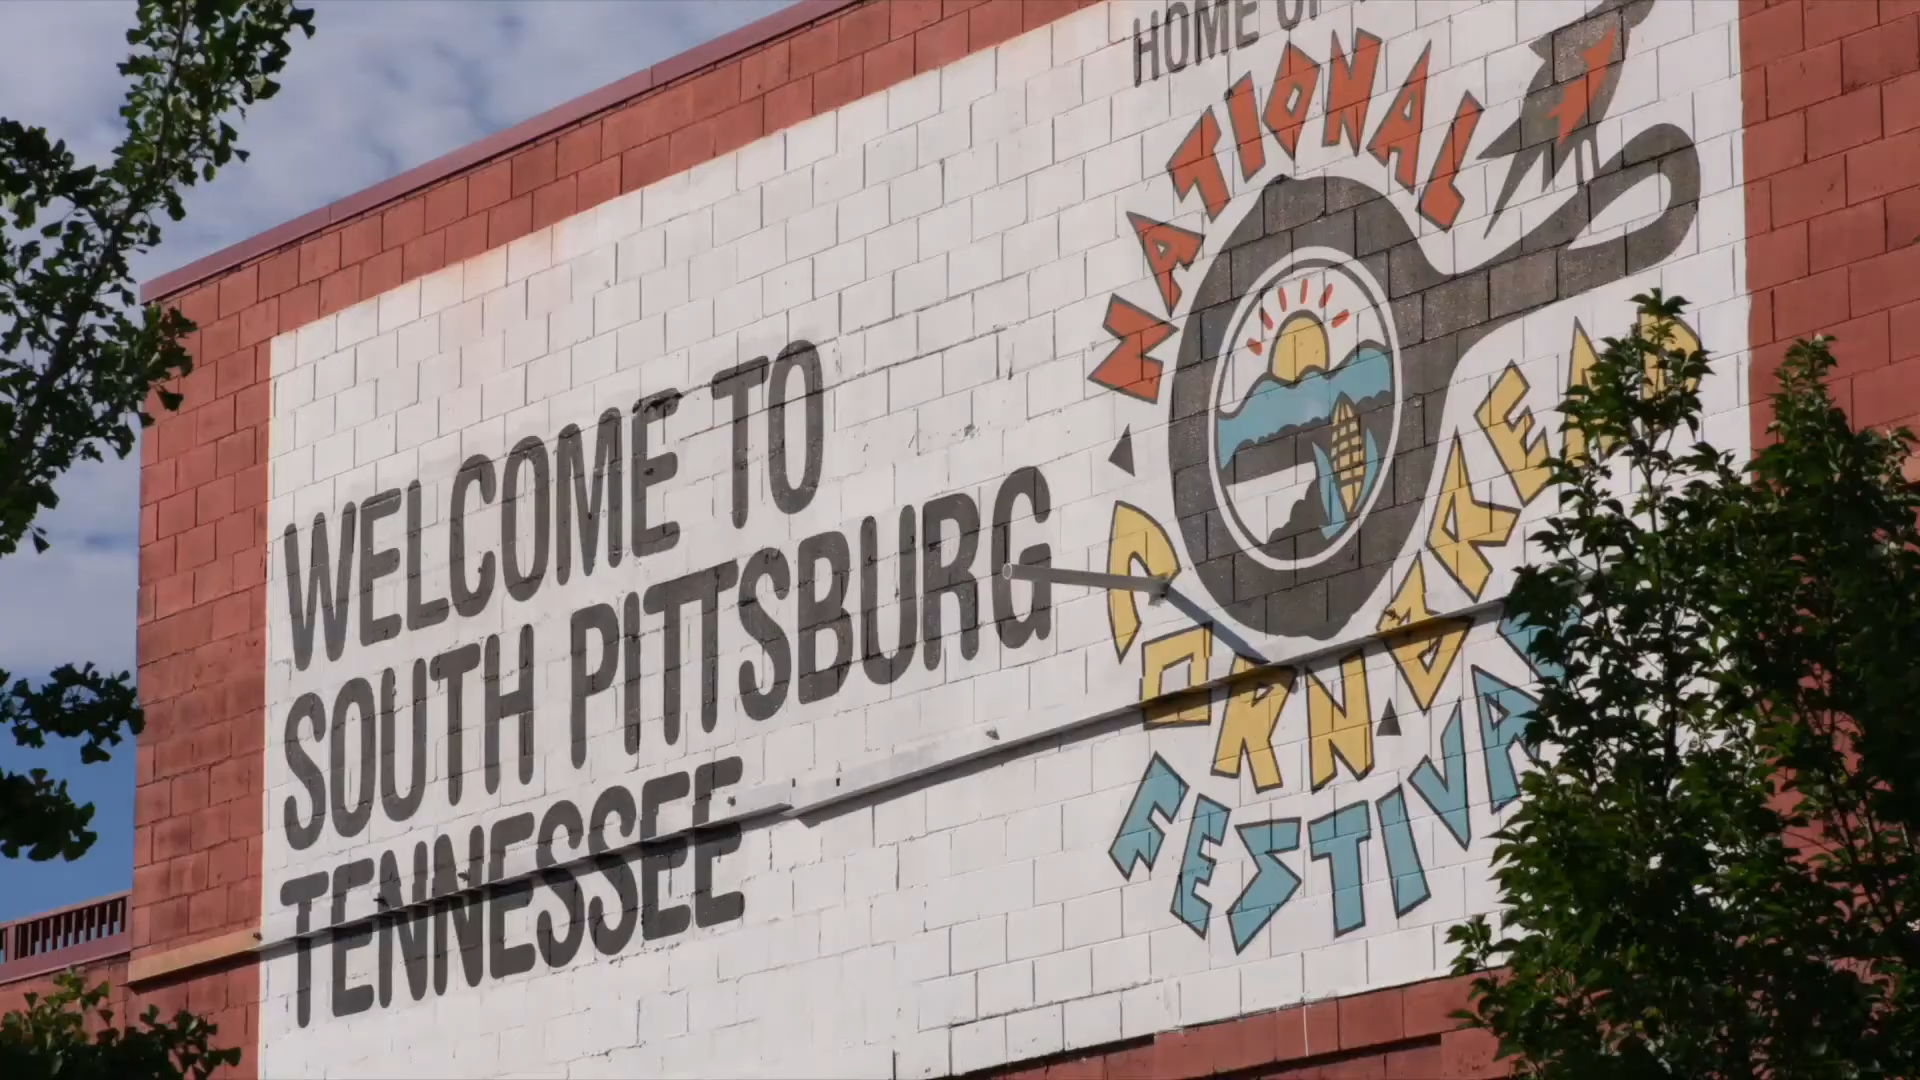 WELCOME TO
SOUTH PITTSBURG
TENNESSEE
HOME OF
NATIONAL
CORNBREAD
FESTIVAL